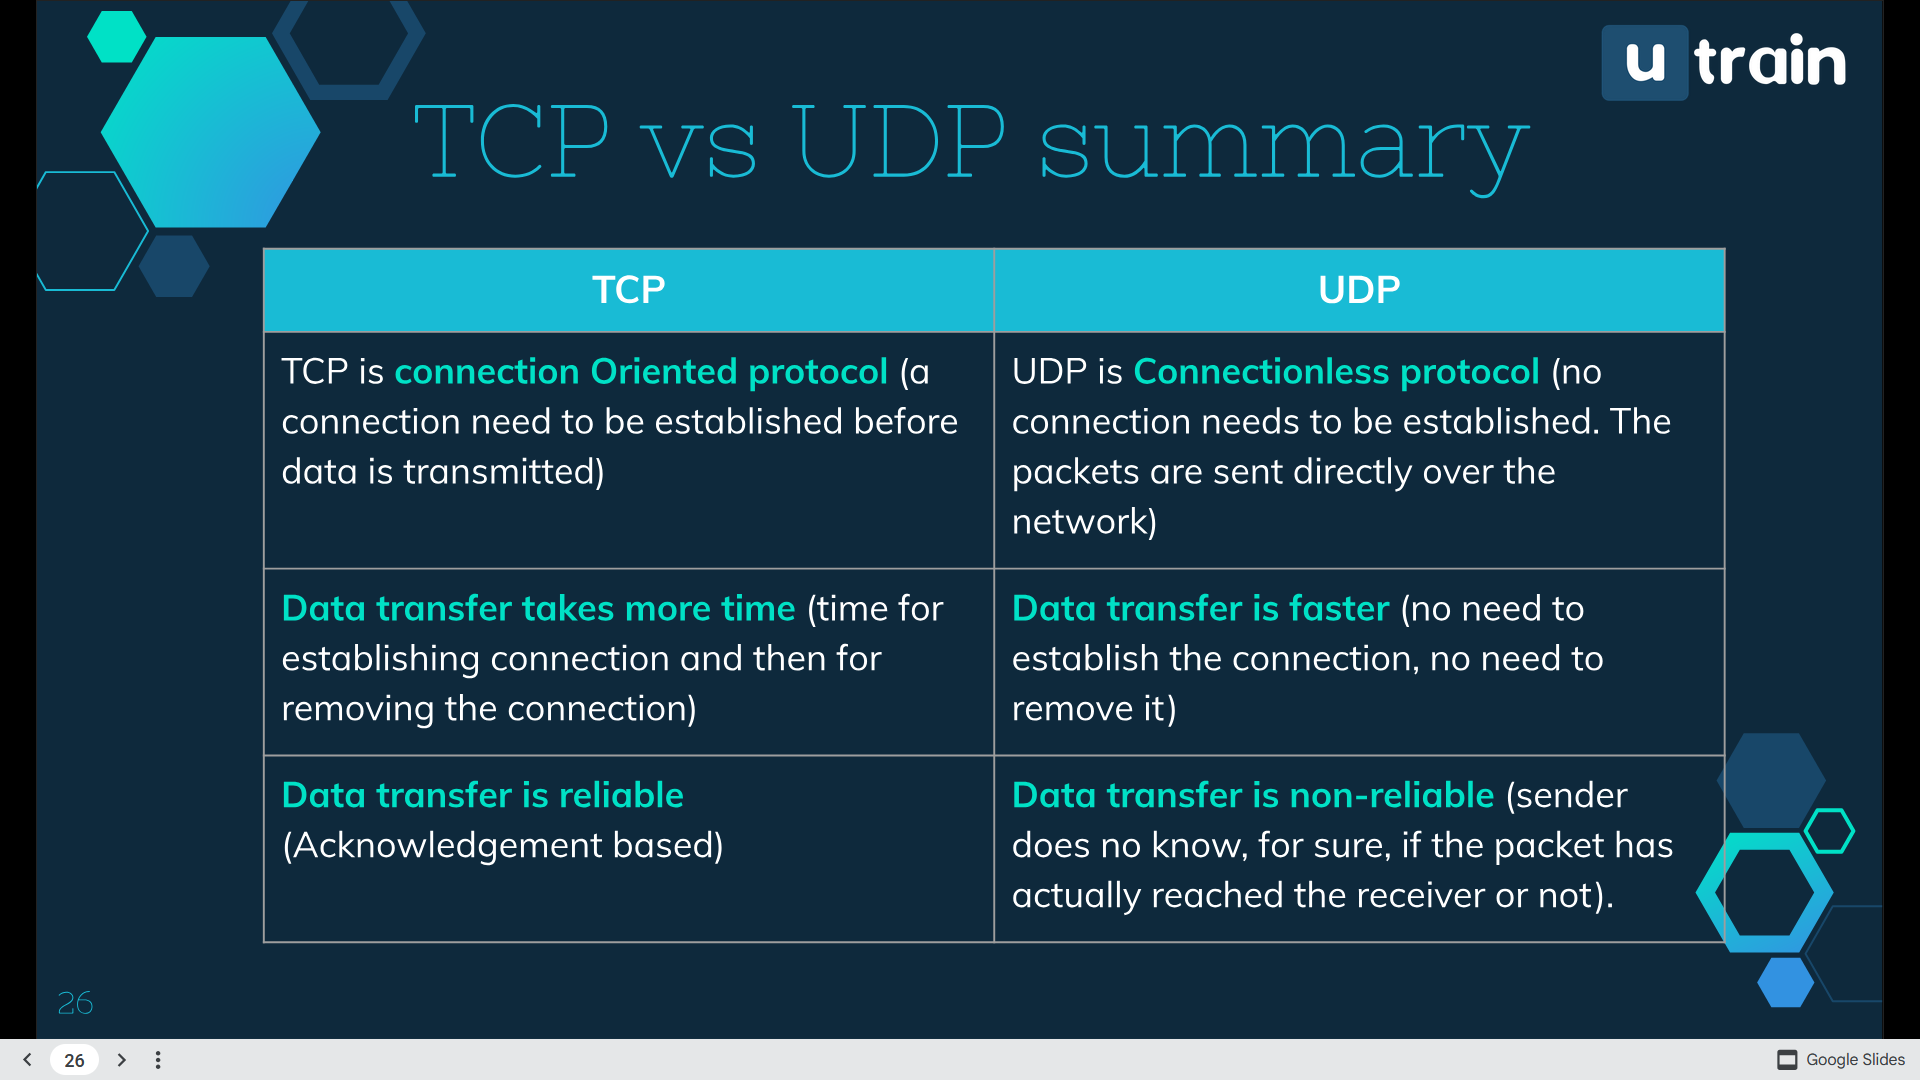 u train
TCP vs UDP summary
TCP
UDP
TCP is connection Oriented protocol (a
connection need to be established before
data is transmitted)
UDP is Connectionless protocol (no
connection needs to be established. The
packets are sent directly over the
network)
Data transfer takes more time (time for
establishing connection and then for
removing the connection)
Data transfer is faster (no need to
establish the connection, no need to
remove it)
Data transfer is reliable
(Acknowledgement based)
Data transfer is non-reliable (sender
does no know, for sure, if the packet has
actually reached the receiver or not).
26
26
Google Slides